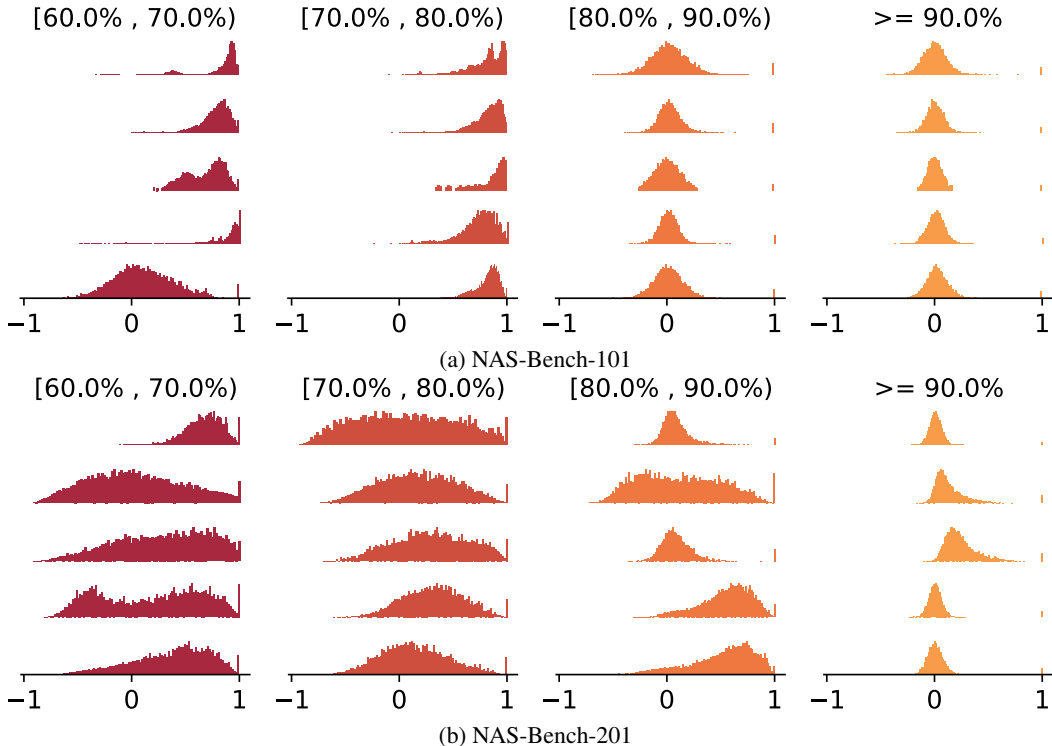 [60.0% , 70.0%) [70.0% , 80.0%) [80.0% , 90.0%) >= 90.0%
−1 0 1 −1 0 1 −1 0 1 −1 0 1
(a) NAS-Bench-101
[60.0% , 70.0%) [70.0% , 80.0%) [80.0% , 90.0%) >= 90.0%
−1 0 1 −1 0 1 −1 0 1 −1 0 1
(b) NAS-Bench-201